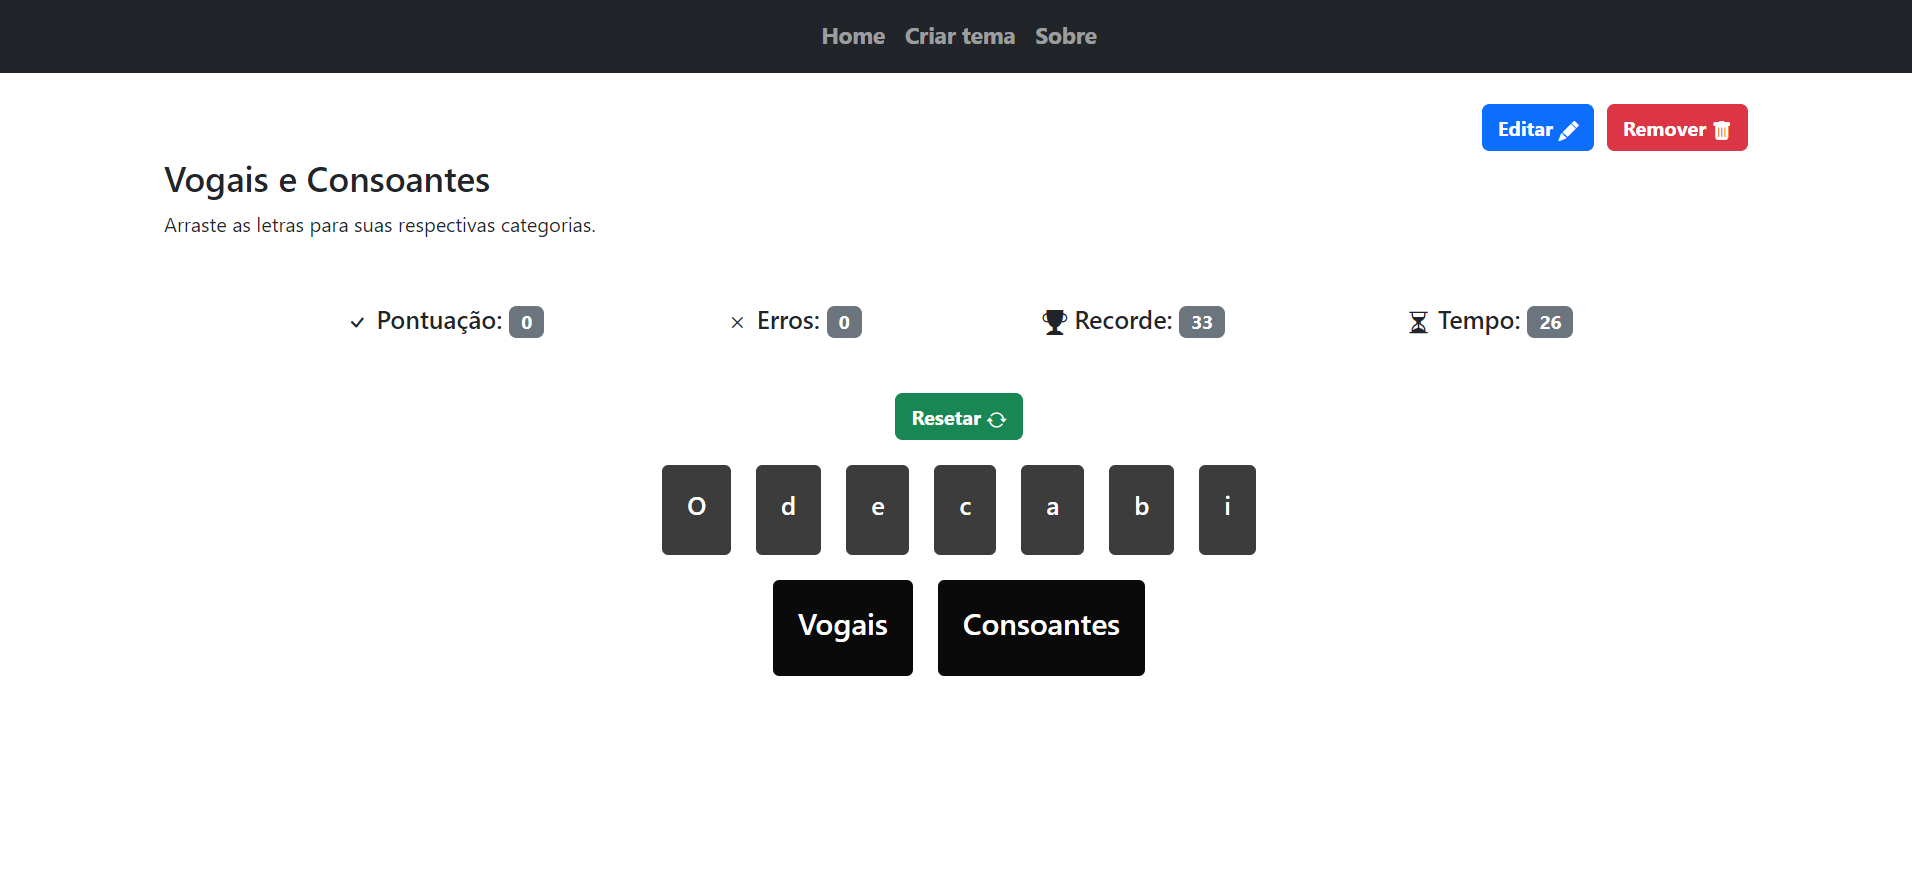 Home Criar tema Sobre
Editar Remover
Vogais e Consoantes
Arraste as letras para suas respectivas categorias.
Pontuação: 0 Erros: 0 Recorde: 33 Tempo: 26
Resetar
O d e c a b i
Vogais Consoantes